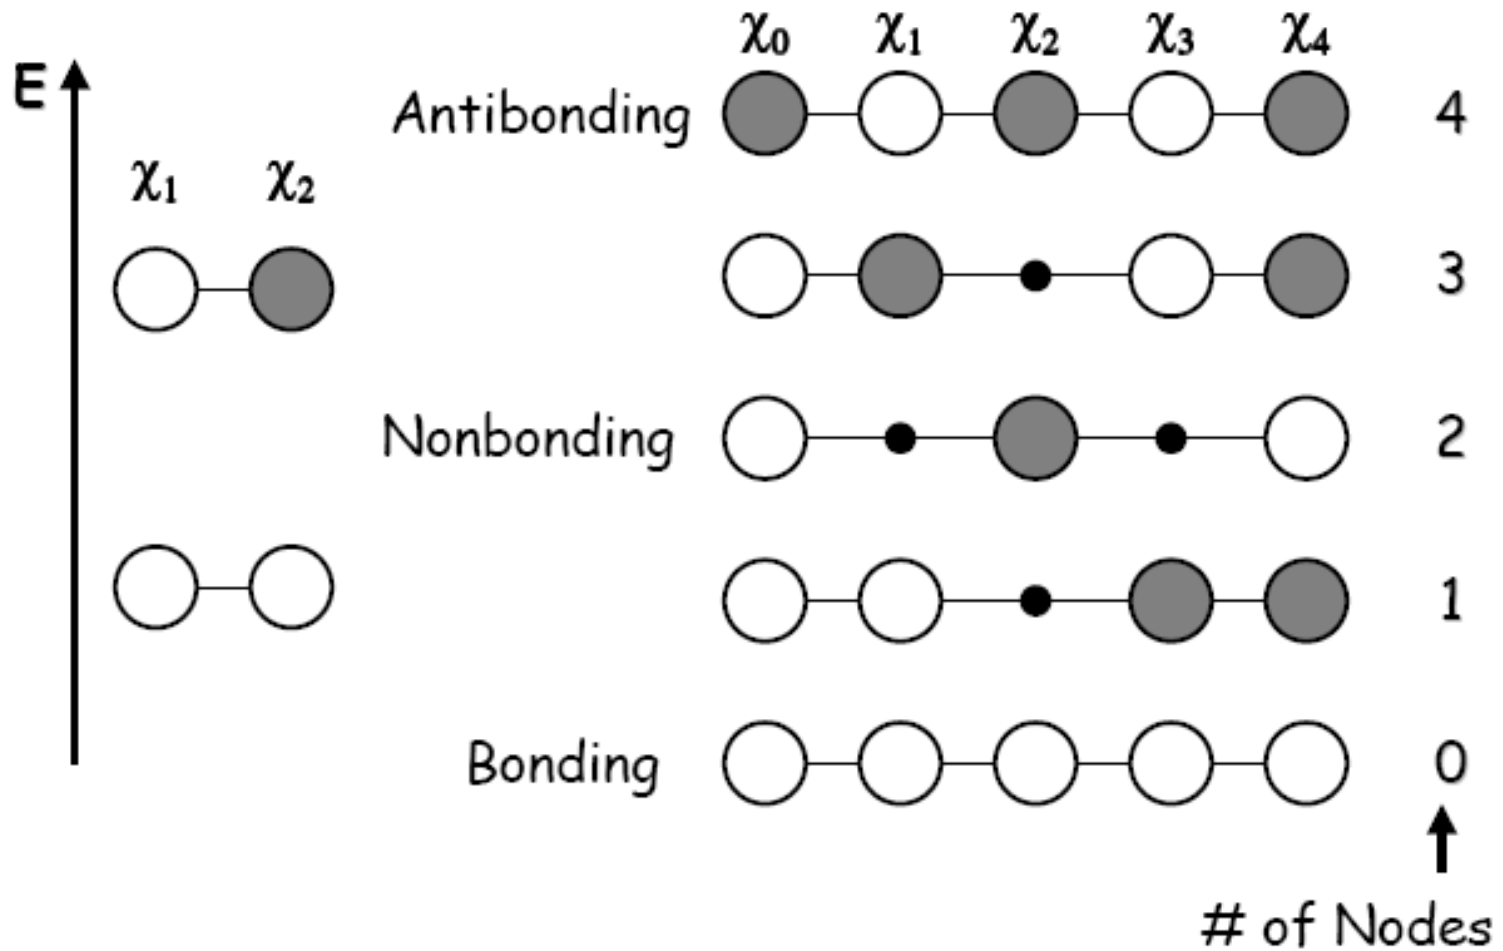 χ₀ χ₁ χ₂ χ₃ χ₄
E
Antibonding 4
χ₁ χ₂
3
Nonbonding 2
1
Bonding 0
# of Nodes